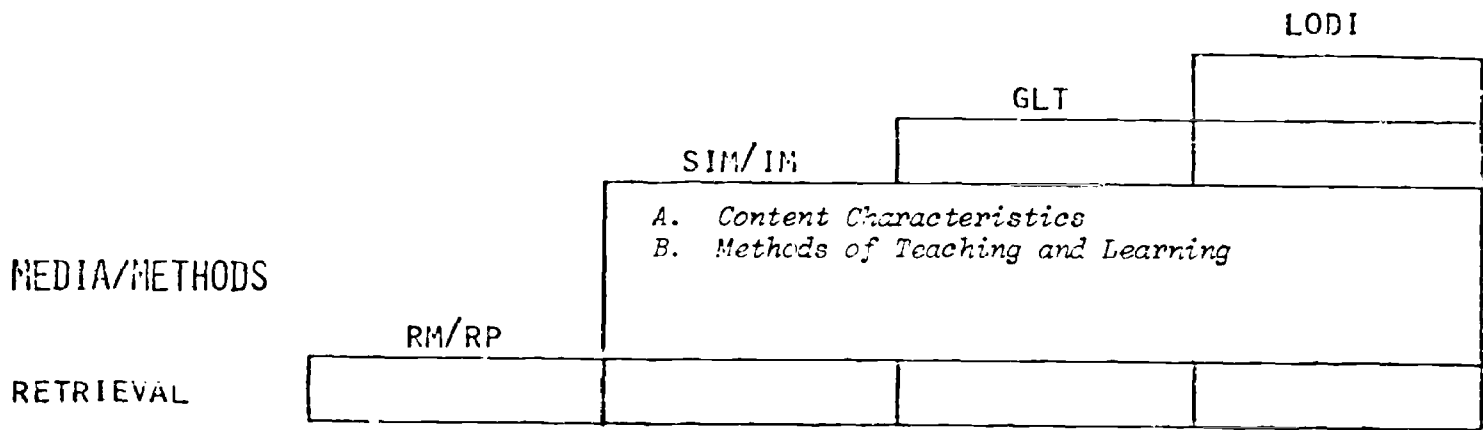 LODI
GLT
SIM/IM
A. Content Characteristics
B. Methods of Teaching and Learning
MEDIA/METHODS
RM/RP
RETRIEVAL